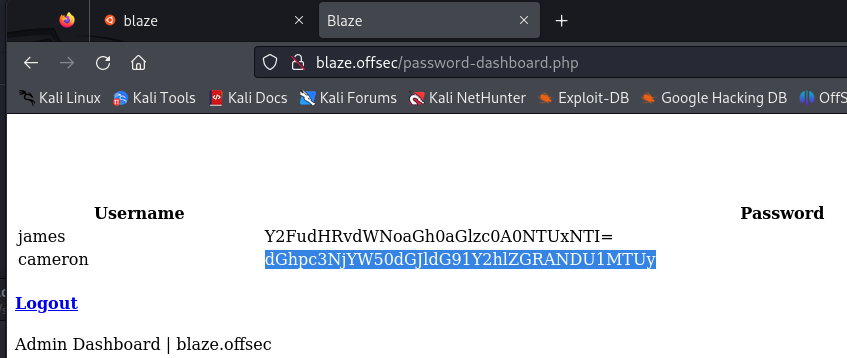 blaze
Blaze
blaze.offsec/password-dashboard.php
Kali Linux Kali Tools Kali Docs Kali Forums Kali NetHunter Exploit-DB Google Hacking DB OffS
Username Password
james Y2FudHRvdWNoaGh0aGlzc0A0NTUxNTI=
cameron dGhpc3NjYW50dGJldG91Y2hlZGRANDU1MTUy
Logout
Admin Dashboard | blaze.offsec